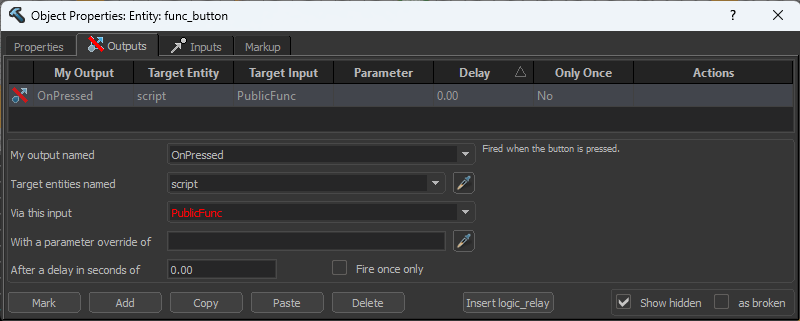 Object Properties: Entity: func_button ?
Properties Outputs Inputs Markup
My Output Target Entity Target Input Parameter Delay Only Once Actions
OnPressed script PublicFunc 0.00 No
My output named OnPressed Fired when the button is pressed.
Target entities named script
Via this input PublicFunc
With a parameter override of
After a delay in seconds of 0.00 Fire once only
Mark Add Copy Paste Delete Insert logic_relay Show hidden as broken